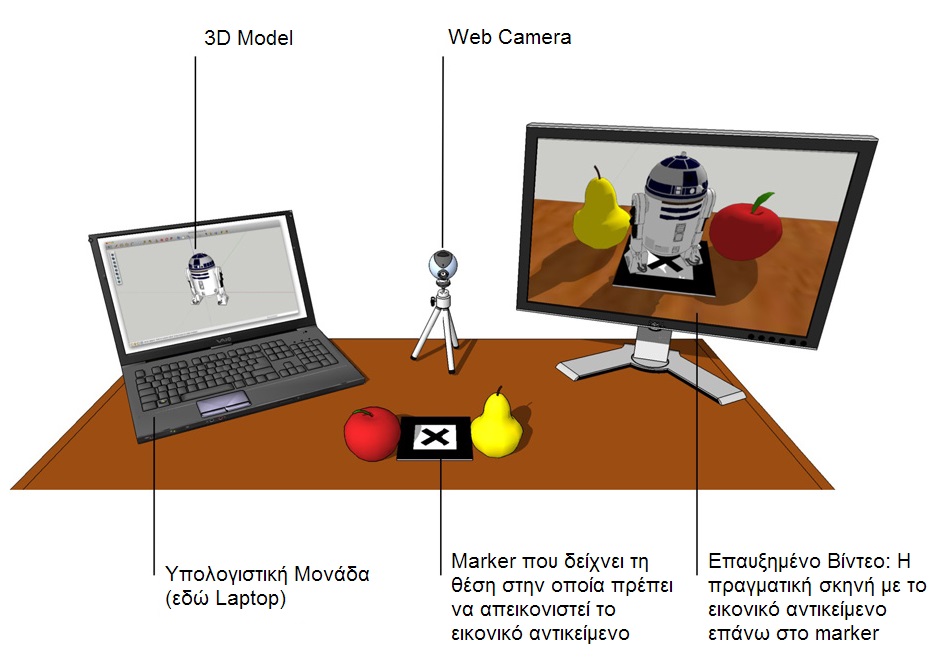 3D Model
Web Camera
Υπολογιστική Μονάδα
(εδώ Laptop)
Marker που δείχνει τη
θέση στην οποία πρέπει
να απεικονιστεί το
εικονικό αντικείμενο
Επαυξημένο Βίντεο: Η
πραγματική σκηνή με το
εικονικό αντικείμενο
επάνω στο marker